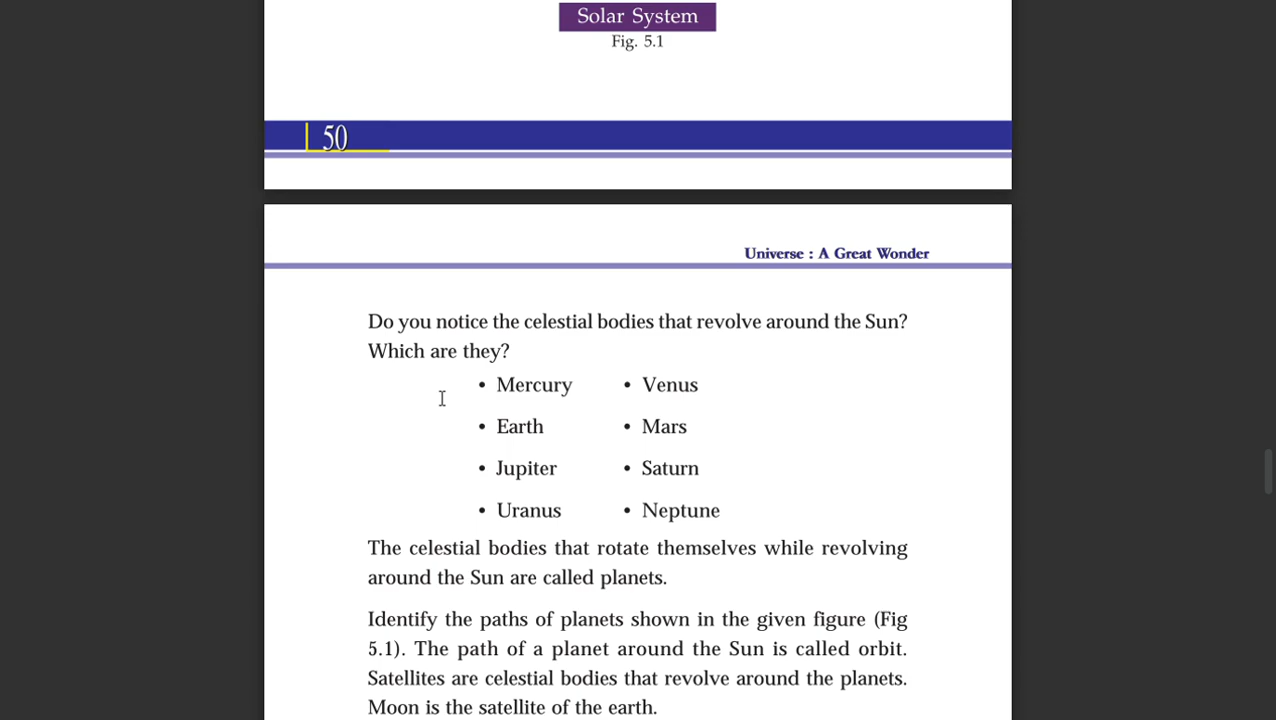 Solar System
Fig. 5.1
50
Universe : A Great Wonder
Do you notice the celestial bodies that revolve around the Sun?
Which are they?
• Mercury • Venus
• Earth • Mars
• Jupiter • Saturn
• Uranus • Neptune
The celestial bodies that rotate themselves while revolving
around the Sun are called planets.
Identify the paths of planets shown in the given figure (Fig
5.1). The path of a planet around the Sun is called orbit.
Satellites are celestial bodies that revolve around the planets.
Moon is the satellite of the earth.